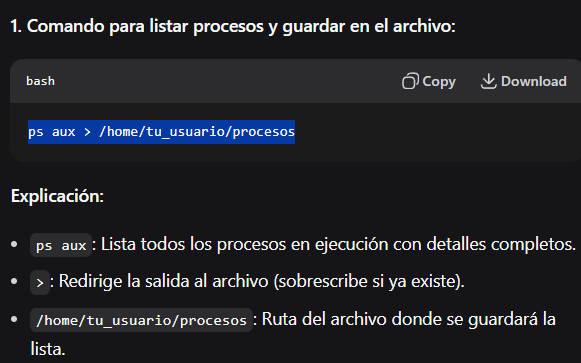 1. Comando para listar procesos y guardar en el archivo:
bash
Copy
Download
ps aux > /home/tu_usuario/procesos
Explicación:
• ps aux: Lista todos los procesos en ejecución con detalles completos.
• >: Redirige la salida al archivo (sobrescribe si ya existe).
• /home/tu_usuario/procesos: Ruta del archivo donde se guardará la
lista.